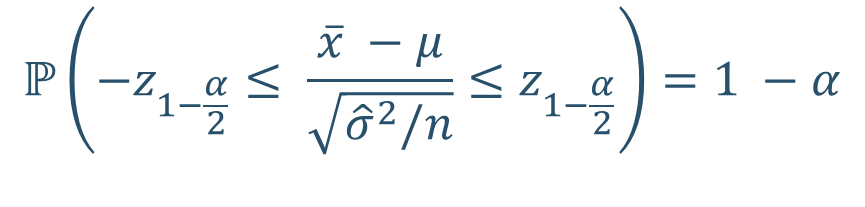 ℙ(−z_{1−α/2} ≤ (x̄ − μ)/√(σ̂²/n) ≤ z_{1−α/2}) = 1 − α